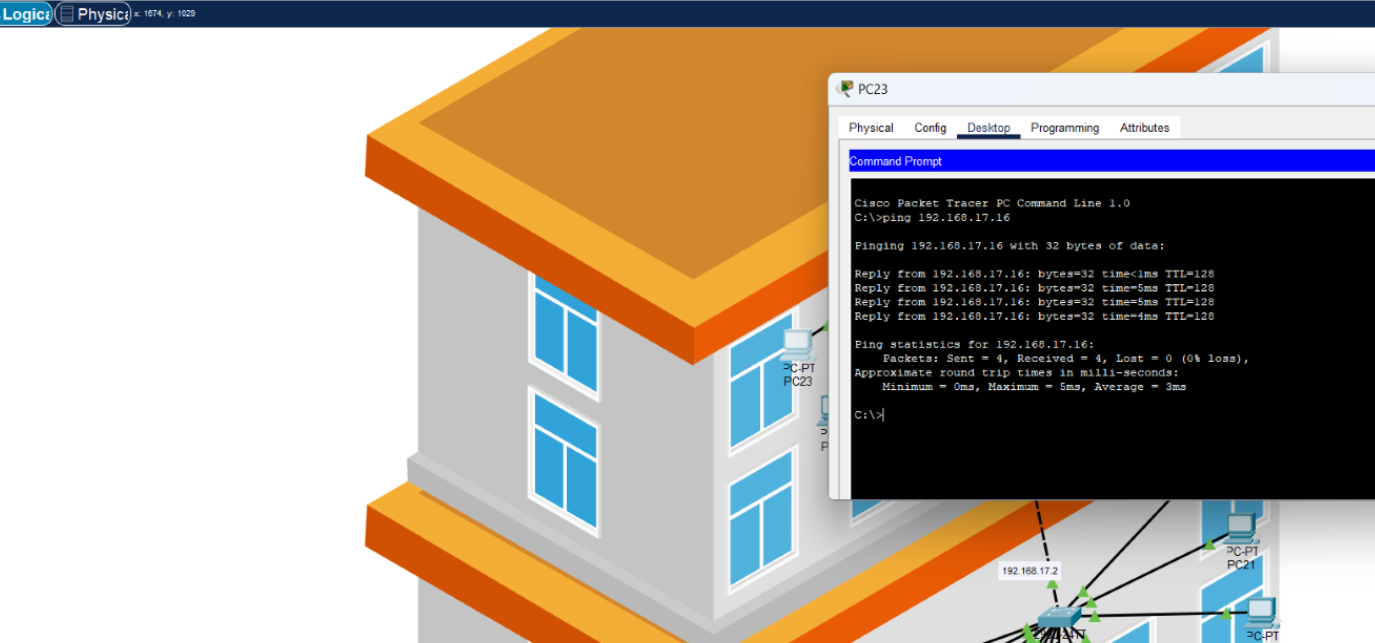 Logica
Physica
x: 1674, y: 1029
PC23
Physical
Config
Desktop
Programming
Attributes
Command Prompt
Cisco Packet Tracer PC Command Line 1.0
C:\>ping 192.168.17.16
Pinging 192.168.17.16 with 32 bytes of data:
Reply from 192.168.17.16: bytes=32 time<1ms TTL=128
Reply from 192.168.17.16: bytes=32 time=5ms TTL=128
Reply from 192.168.17.16: bytes=32 time=5ms TTL=128
Reply from 192.168.17.16: bytes=32 time=4ms TTL=128
Ping statistics for 192.168.17.16:
Packets: Sent = 4, Received = 4, Lost = 0 (0% loss),
Approximate round trip times in milli-seconds:
Minimum = 0ms, Maximum = 5ms, Average = 3ms
C:\>
PC-PT
PC23
192.168.17.2
PC-PT
PC21
PC-PT